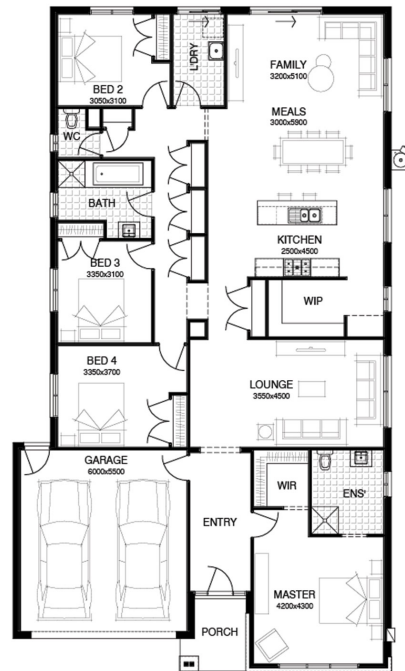 BED 2
3050x3100
L'DRY
FAMILY
3200x5100
MEALS
3000x5900
WC
BATH
KITCHEN
2500x4500
BED 3
3350x3100
WIP
BED 4
3350x3700
LOUNGE
3550x4500
GARAGE
6000x5500
WIR
ENS'
ENTRY
MASTER
4200x4300
PORCH